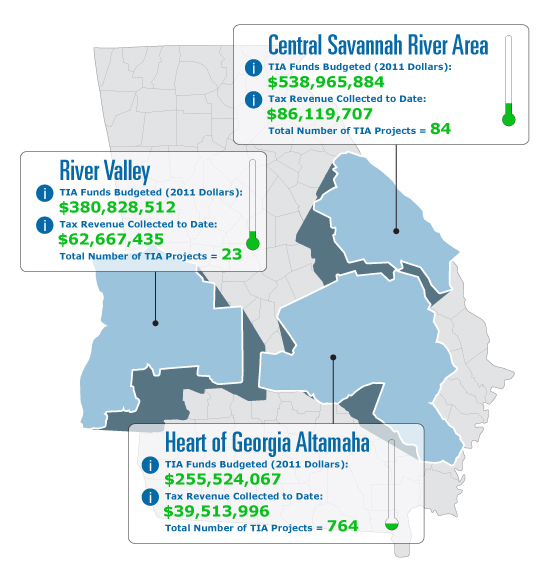 Central Savannah River Area
i TIA Funds Budgeted (2011 Dollars):
$538,965,884
i Tax Revenue Collected to Date:
$86,119,707
Total Number of TIA Projects = 84
River Valley
i TIA Funds Budgeted (2011 Dollars):
$380,828,512
i Tax Revenue Collected to Date:
$62,667,435
Total Number of TIA Projects = 23
Heart of Georgia Altamaha
i TIA Funds Budgeted (2011 Dollars):
$255,524,067
i Tax Revenue Collected to Date:
$39,513,996
Total Number of TIA Projects = 764